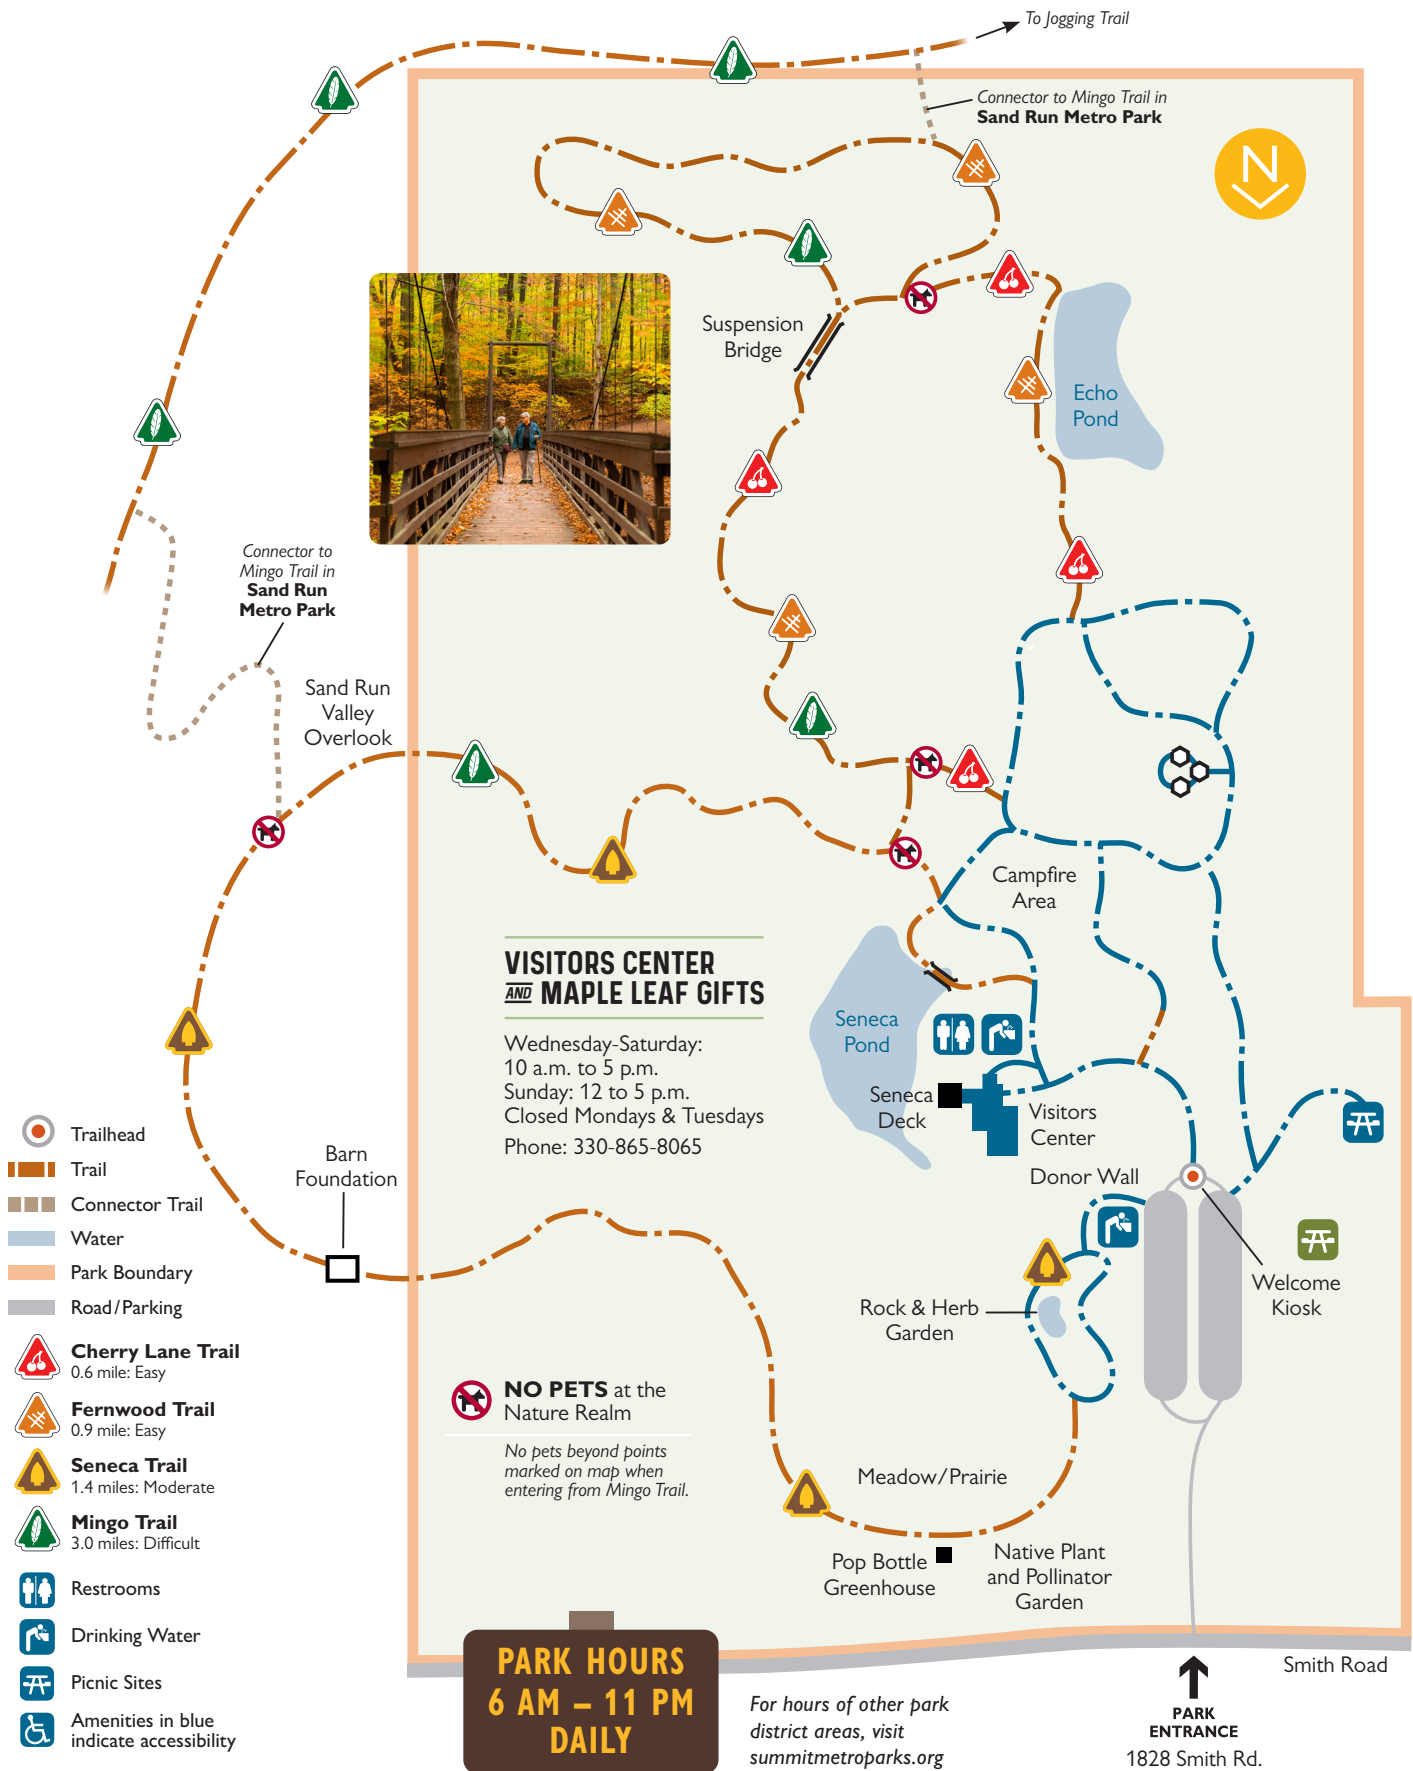 To Jogging Trail
Connector to Mingo Trail in
Sand Run Metro Park
N
Suspension
Bridge
Echo
Pond
Connector to
Mingo Trail in
Sand Run
Metro Park
Sand Run
Valley
Overlook
Campfire
Area
VISITORS CENTER
AND MAPLE LEAF GIFTS
Wednesday-Saturday:
10 a.m. to 5 p.m.
Sunday: 12 to 5 p.m.
Closed Mondays & Tuesdays
Phone: 330-865-8065
Seneca
Pond
Seneca
Deck
Visitors
Center
Donor Wall
Barn
Foundation
Welcome
Kiosk
Rock & Herb
Garden
Trailhead
Trail
Connector Trail
Water
Park Boundary
Road/Parking
Cherry Lane Trail
0.6 mile: Easy
Fernwood Trail
0.9 mile: Easy
Seneca Trail
1.4 miles: Moderate
Mingo Trail
3.0 miles: Difficult
Restrooms
Drinking Water
Picnic Sites
Amenities in blue
indicate accessibility
NO PETS at the
Nature Realm
No pets beyond points
marked on map when
entering from Mingo Trail.
Meadow/Prairie
Pop Bottle
Greenhouse
Native Plant
and Pollinator
Garden
PARK HOURS
6 AM – 11 PM
DAILY
For hours of other park
district areas, visit
summitmetroparks.org
Smith Road
PARK
ENTRANCE
1828 Smith Rd.